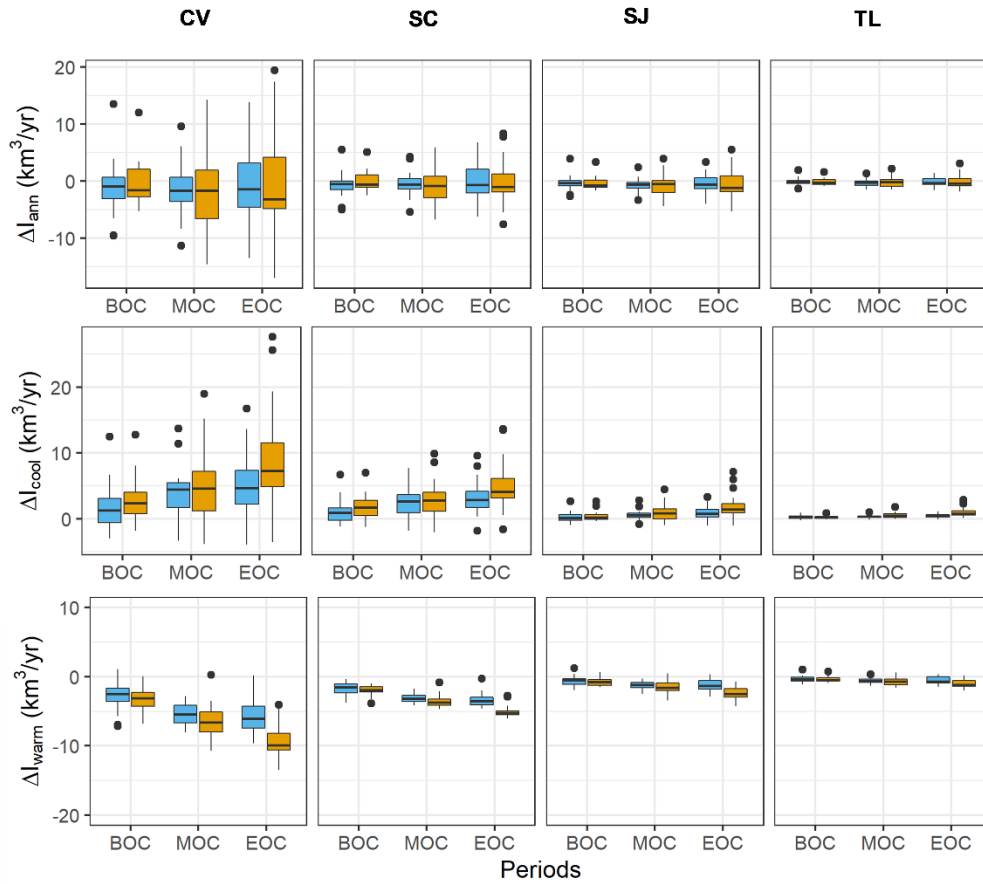 CV SC SJ TL
ΔI_ann (km³/yr)
20
10
0
-10
BOC MOC EOC BOC MOC EOC BOC MOC EOC BOC MOC EOC
ΔI_cool (km³/yr)
20
10
0
BOC MOC EOC BOC MOC EOC BOC MOC EOC BOC MOC EOC
ΔI_warm (km³/yr)
10
0
-10
-20
BOC MOC EOC BOC MOC EOC BOC MOC EOC BOC MOC EOC
Periods